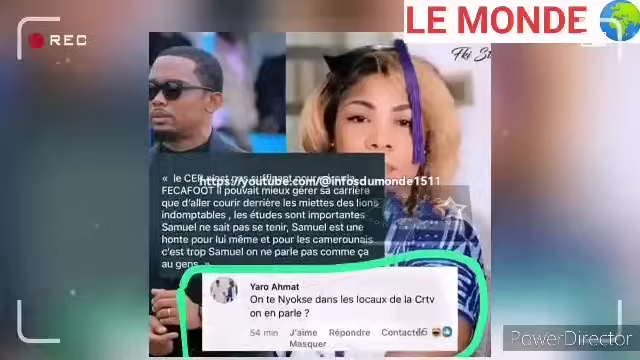 LE MONDE
REC
Fki St
« le CEP n'est pas suffisant pour gérer la
https://youtube.com/@infosdumonde1511
FECAFOOT il pouvait mieux gérer sa carrière
que d'aller courir derrière les miettes des lions
indomptables , les études sont importantes
Samuel ne sait pas se tenir, Samuel est une
honte pour lui même et pour les camerounais
c'est trop Samuel on ne parle pas comme ça
au gens »
Yaro Ahmat
On te Nyokse dans les locaux de la Crtv
on en parle ?
54 min J'aime Répondre Contacter
Masquer
PowerDirector